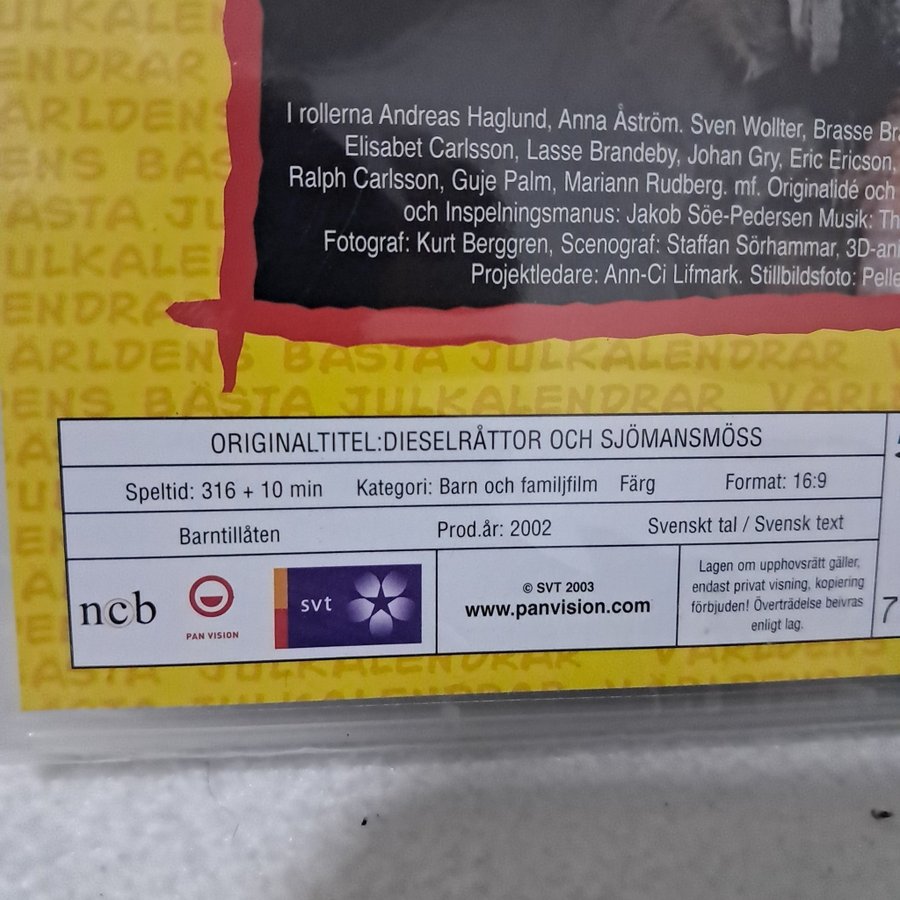 I rollerna Andreas Haglund, Anna Åström. Sven Wollter, Brasse
Elisabet Carlsson, Lasse Brandeby, Johan Gry, Eric Ericson,
Ralph Carlsson, Guje Palm, Mariann Rudberg. mf. Originalidé och
och Inspelningsmanus: Jakob Söe-Pedersen Musik:
Fotograf: Kurt Berggren, Scenograf: Staffan Sörhammar,
Projektledare: Ann-Ci Lifmark. Stillbildsfoto:
ENDRAR
VÄRLDENS BÄSTA JULKALENDRAR
BÄSTA JULKALENDRAR
ORIGINALTITEL:DIESELRÅTTOR OCH SJÖMANSMÖSS
Speltid: 316 + 10 min Kategori: Barn och familjfilm Färg Format: 16:9
Barntillåten Prod.år: 2002 Svenskt tal / Svensk text
ncb
PAN VISION
svt
© SVT 2003
www.panvision.com
Lagen om upphovsrätt gäller,
endast privat visning, kopiering
förbjuden! Överträdelse beivras
enligt lag.
7